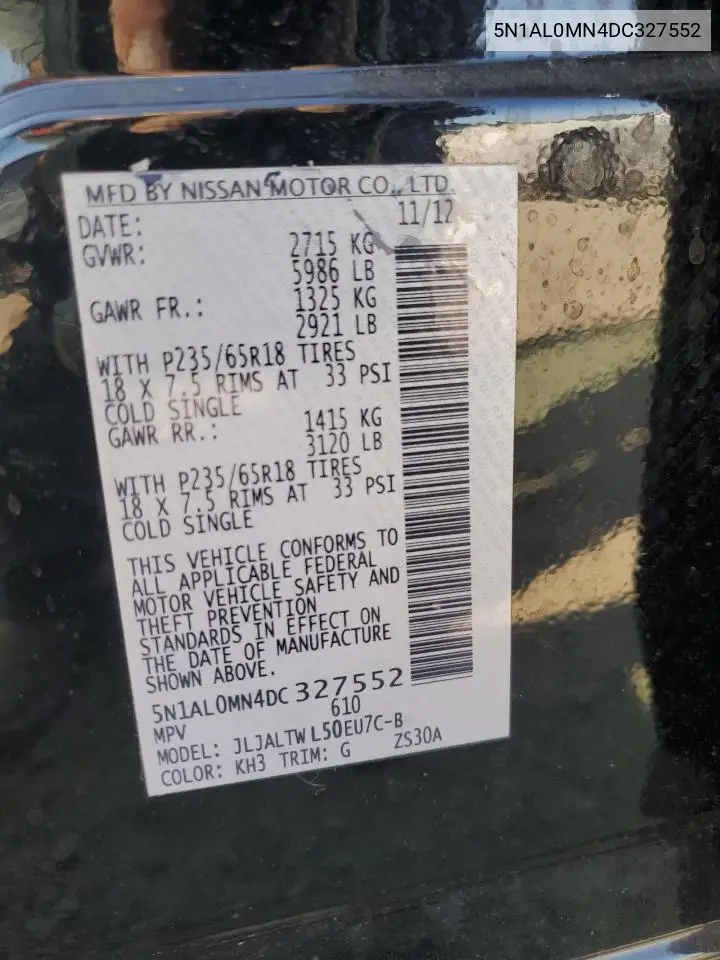 5N1AL0MN4DC327552
MFD BY NISSAN MOTOR CO., LTD.
DATE: 11/12
GVWR: 2715 KG
5986 LB
GAWR FR.: 1325 KG
2921 LB
WITH P235/65R18 TIRES
18 X 7.5 RIMS AT 33 PSI
COLD SINGLE
GAWR RR.: 1415 KG
3120 LB
WITH P235/65R18 TIRES
18 X 7.5 RIMS AT 33 PSI
COLD SINGLE
THIS VEHICLE CONFORMS TO
ALL APPLICABLE FEDERAL
MOTOR VEHICLE SAFETY AND
THEFT PREVENTION
STANDARDS IN EFFECT ON
THE DATE OF MANUFACTURE
SHOWN ABOVE.
5N1AL0MN4DC 327552
MPV 610
MODEL: JLJALTW L50EU7C-B
COLOR: KH3 TRIM: G ZS30A